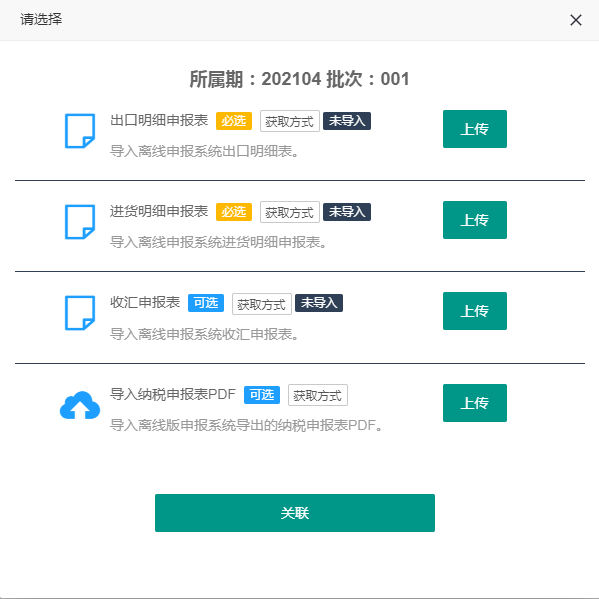 请选择
所属期：202104 批次：001
出口明细申报表 必选 获取方式 未导入
上传
导入离线申报系统出口明细表。
进货明细申报表 必选 获取方式 未导入
上传
导入离线申报系统进货明细申报表。
收汇申报表 可选 获取方式 未导入
上传
导入离线申报系统收汇申报表。
导入纳税申报表PDF 可选 获取方式
上传
导入离线版申报系统导出的纳税申报表PDF。
关联